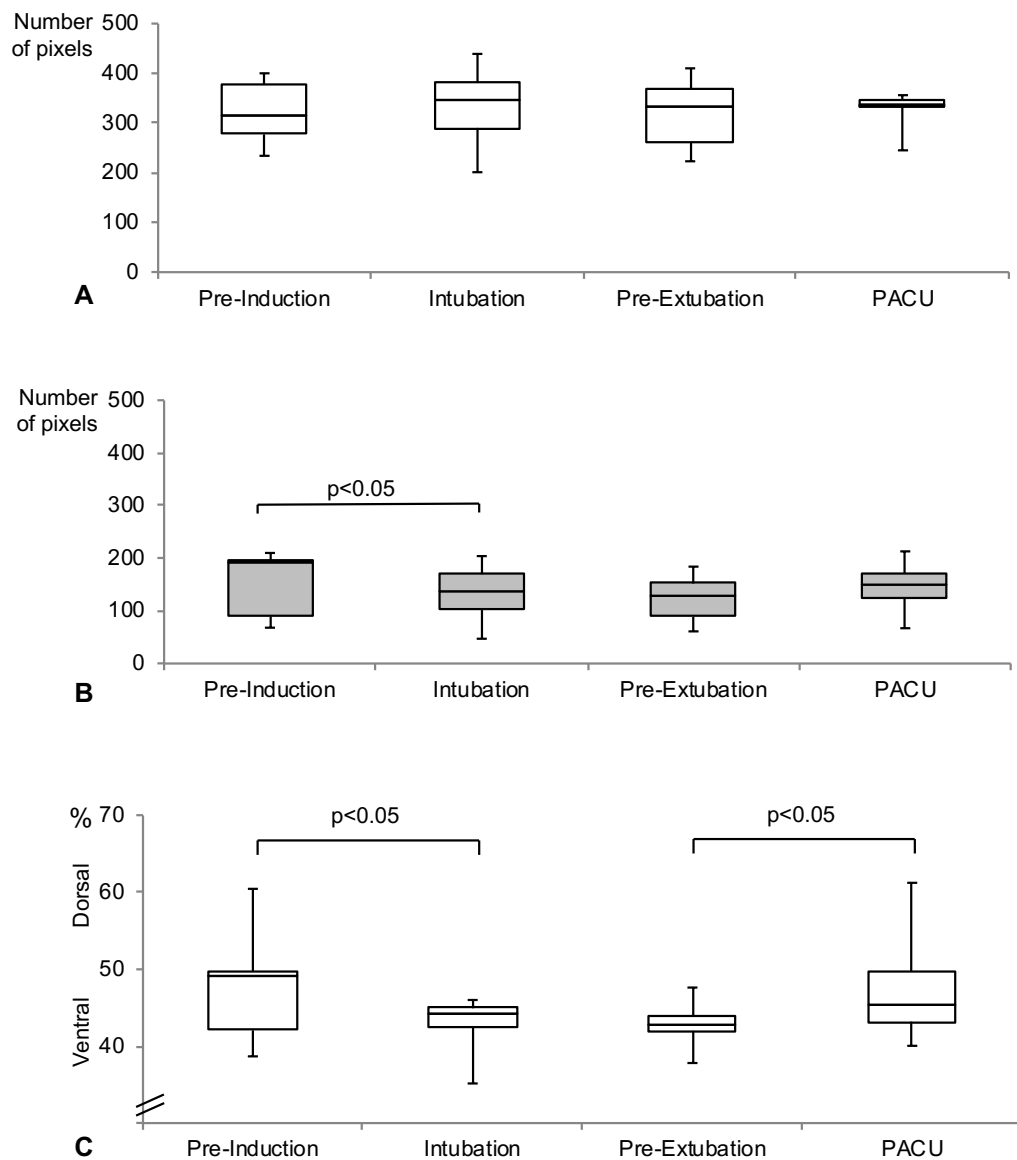 Number
of pixels
500
400
300
200
100
0
A
Pre-Induction Intubation Pre-Extubation PACU
Number
of pixels
500
400
300
200
100
0
p<0.05
B
Pre-Induction Intubation Pre-Extubation PACU
% 70
60
50
40
Dorsal
Ventral
p<0.05
p<0.05
C
Pre-Induction Intubation Pre-Extubation PACU